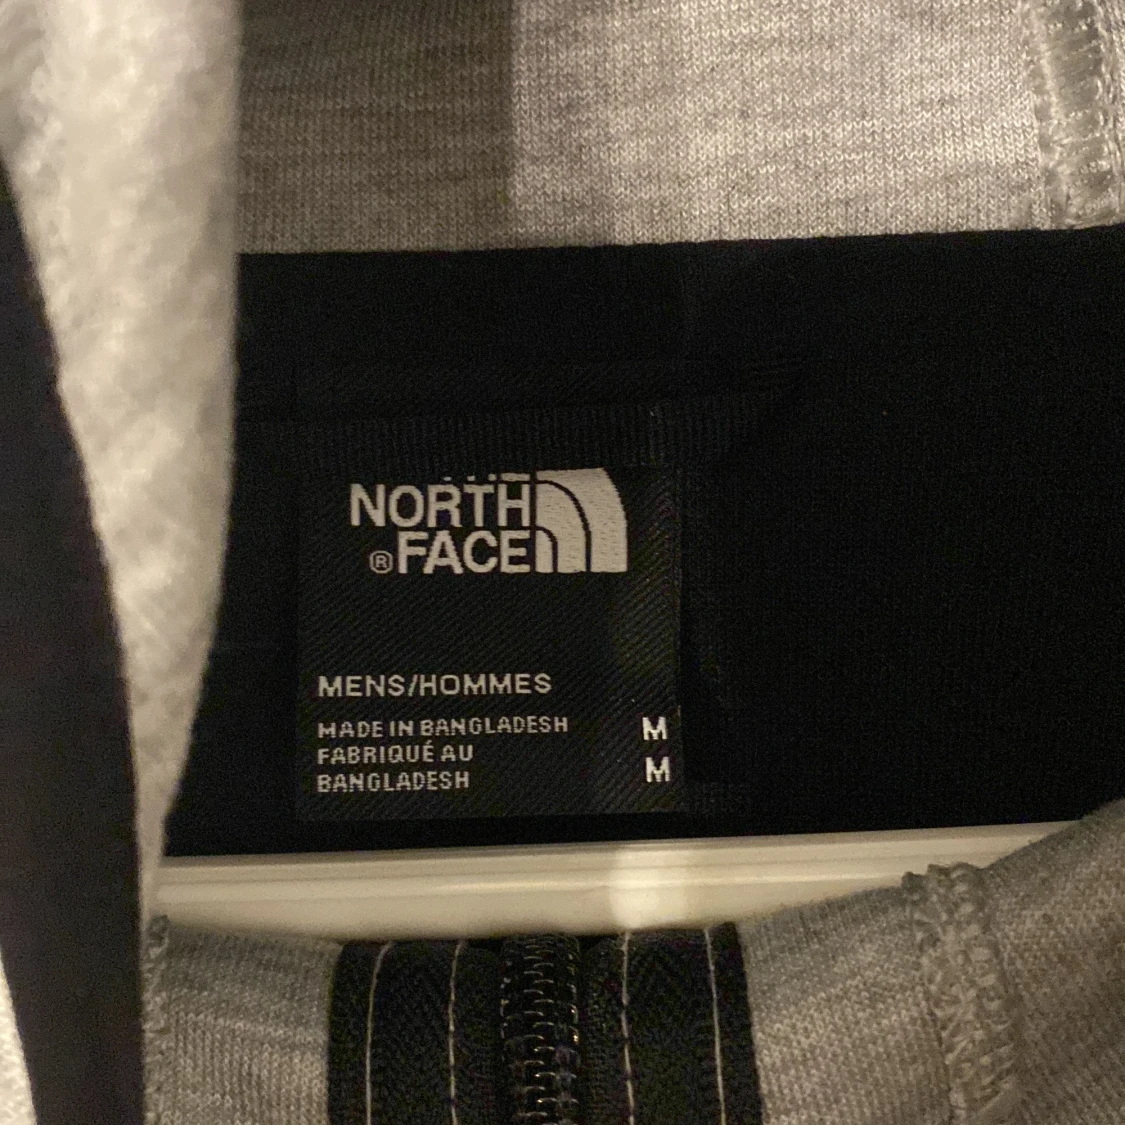 NORTH
® FACE
MENS/HOMMES
MADE IN BANGLADESH M
FABRIQUÉ AU
BANGLADESH M